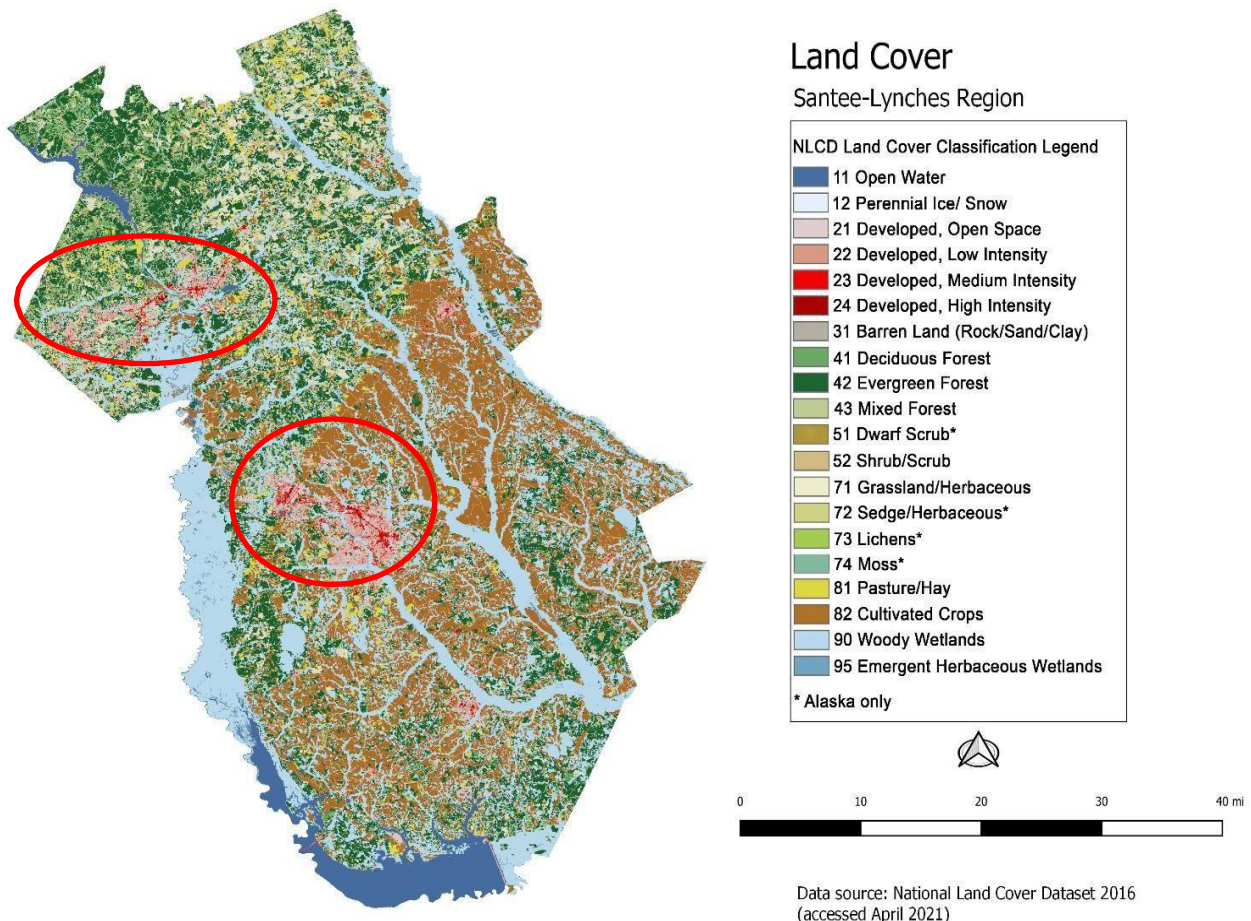 Land Cover
Santee-Lynches Region
NLCD Land Cover Classification Legend
11 Open Water
12 Perennial Ice/ Snow
21 Developed, Open Space
22 Developed, Low Intensity
23 Developed, Medium Intensity
24 Developed, High Intensity
31 Barren Land (Rock/Sand/Clay)
41 Deciduous Forest
42 Evergreen Forest
43 Mixed Forest
51 Dwarf Scrub*
52 Shrub/Scrub
71 Grassland/Herbaceous
72 Sedge/Herbaceous*
73 Lichens*
74 Moss*
81 Pasture/Hay
82 Cultivated Crops
90 Woody Wetlands
95 Emergent Herbaceous Wetlands
* Alaska only
0 10 20 30 40 mi
Data source: National Land Cover Dataset 2016
(accessed April 2021)